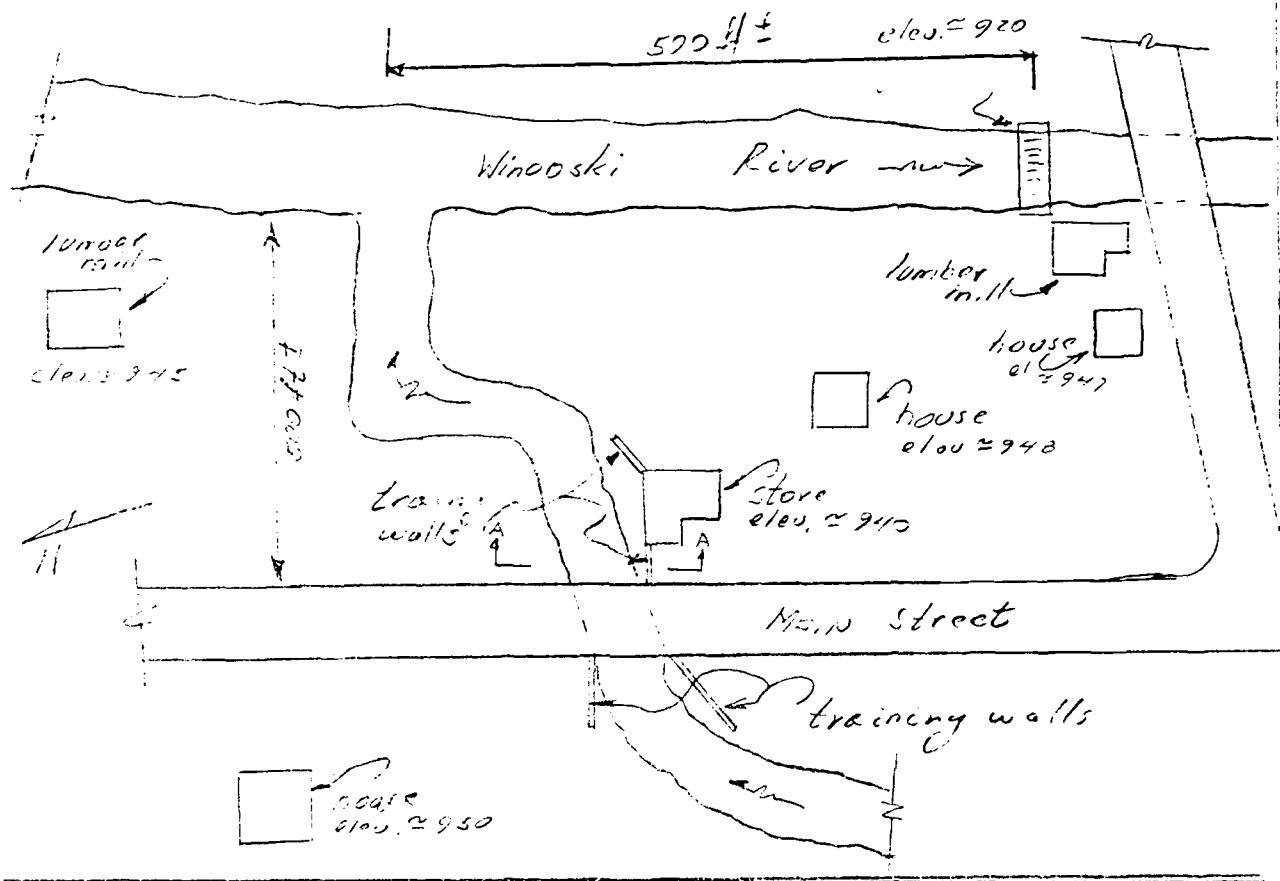 500 ft ±
elev. ≈ 920
Winooski River
lumber
mill
elev ≈ 945
lumber
mill
house
el ≈ 947
house
elev ≈ 948
training
walls
A
A
store
elev. ≈ 940
Main Street
training walls
house
elev. ≈ 950